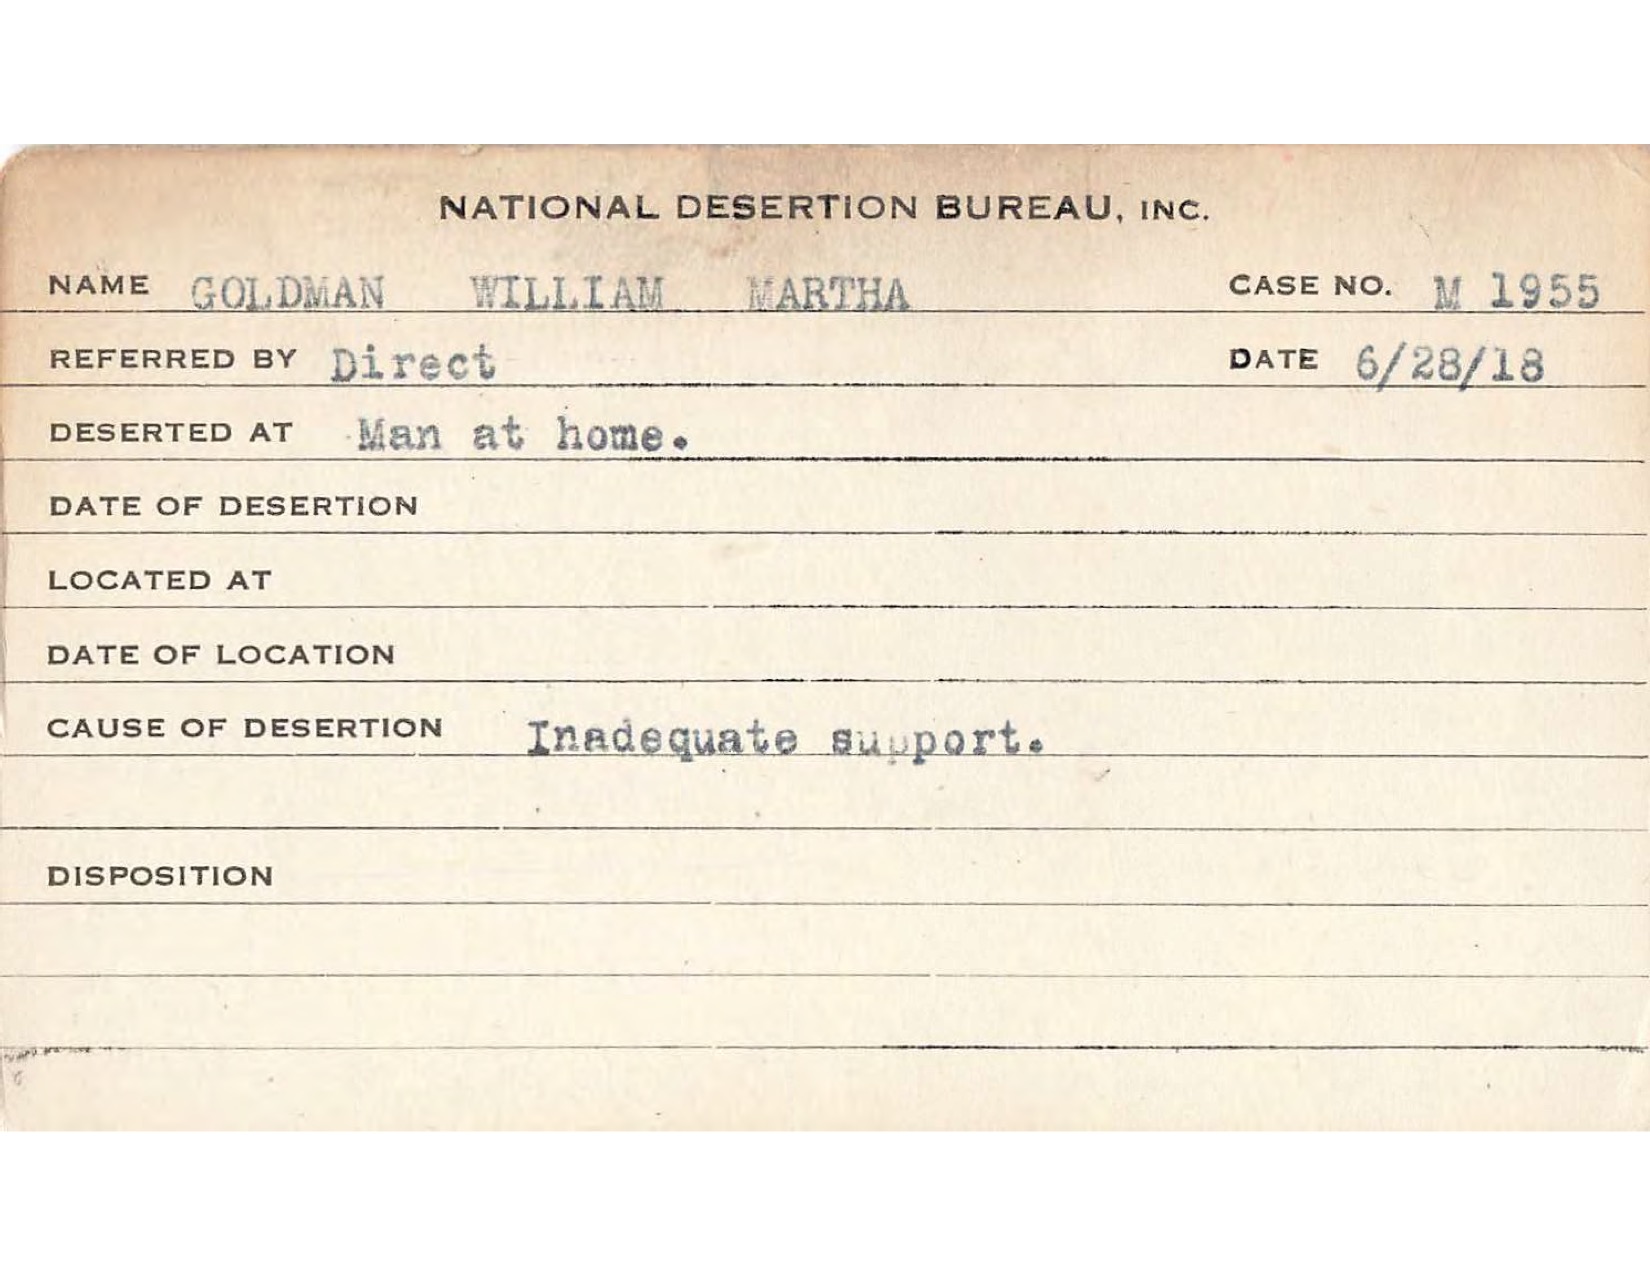 NATIONAL DESERTION BUREAU, INC.
NAME GOLDMAN WILLIAM MARTHA CASE NO. M 1955
REFERRED BY Direct DATE 6/28/18
DESERTED AT Man at home.
DATE OF DESERTION
LOCATED AT
DATE OF LOCATION
CAUSE OF DESERTION Inadequate support.
DISPOSITION